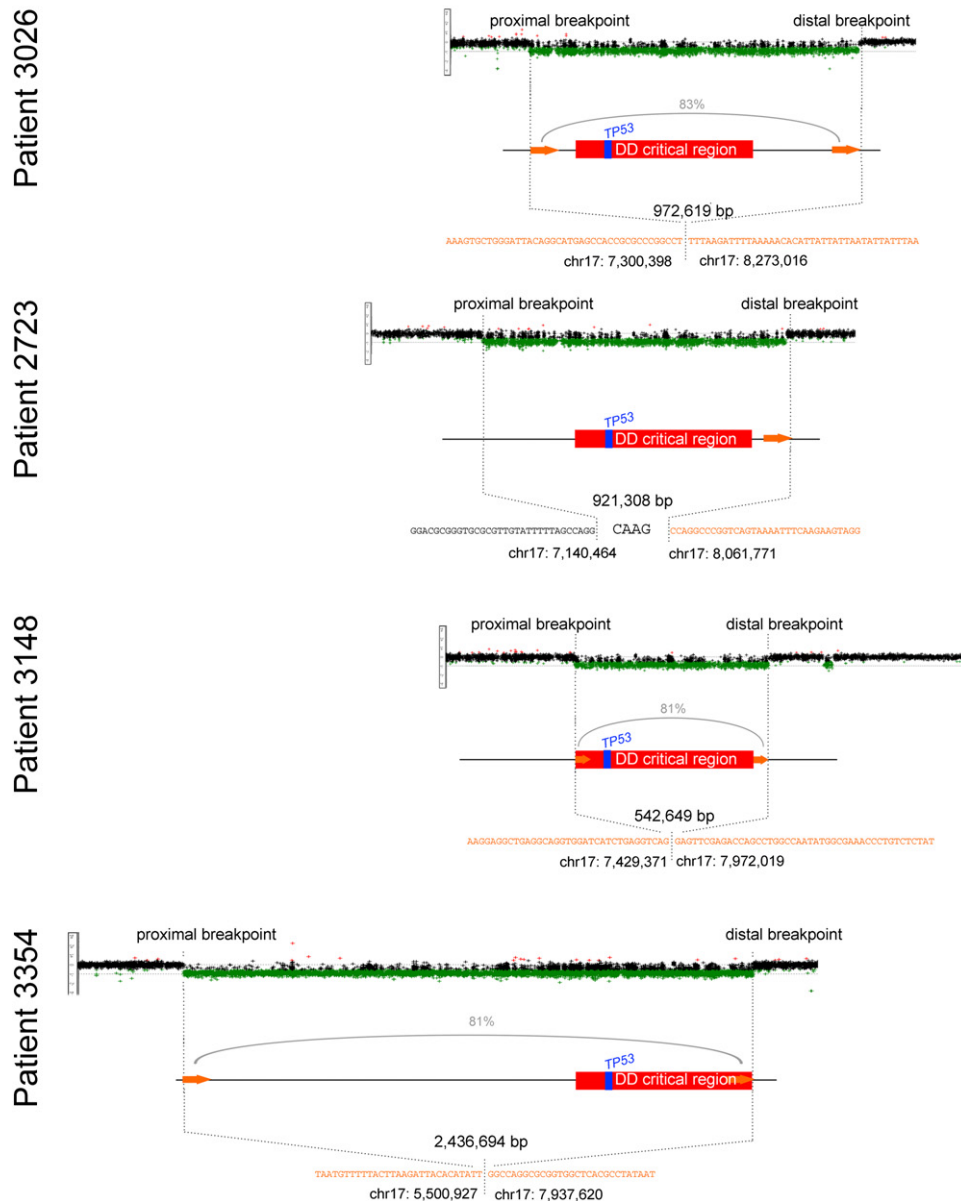 Patient 3026
proximal breakpoint
distal breakpoint
83%
TP53
DD critical region
972,619 bp
AAAGTGCTGGGATTACAGGCATGAGCCACCGCGCCCGGCCT TTTAAGATTTTAAAAACACATTATTATTAATATTATTTAA
chr17: 7,300,398 chr17: 8,273,016
Patient 2723
proximal breakpoint
distal breakpoint
TP53
DD critical region
921,308 bp
GGACGCGGGTGCGCGTTGTATTTTTAGCCAGG CAAG CCAGGCCCGGTCAGTAAAATTTCAAGAAGTAGG
chr17: 7,140,464 chr17: 8,061,771
Patient 3148
proximal breakpoint
distal breakpoint
81%
TP53
DD critical region
542,649 bp
AAGGAGGCTGAGGCAGGTGGATCATCTGAGGTCAG GAGTTCGAGACCAGCCTGGCCAATATGGCGAAACCCTGTCTCTAT
chr17: 7,429,371 chr17: 7,972,019
Patient 3354
proximal breakpoint
distal breakpoint
81%
TP53
DD critical region
2,436,694 bp
TAATGTTTTTACTTAAGATTACACATATT GGCCAGGCGCGGTGGCTCACGCCTATAAT
chr17: 5,500,927 chr17: 7,937,620